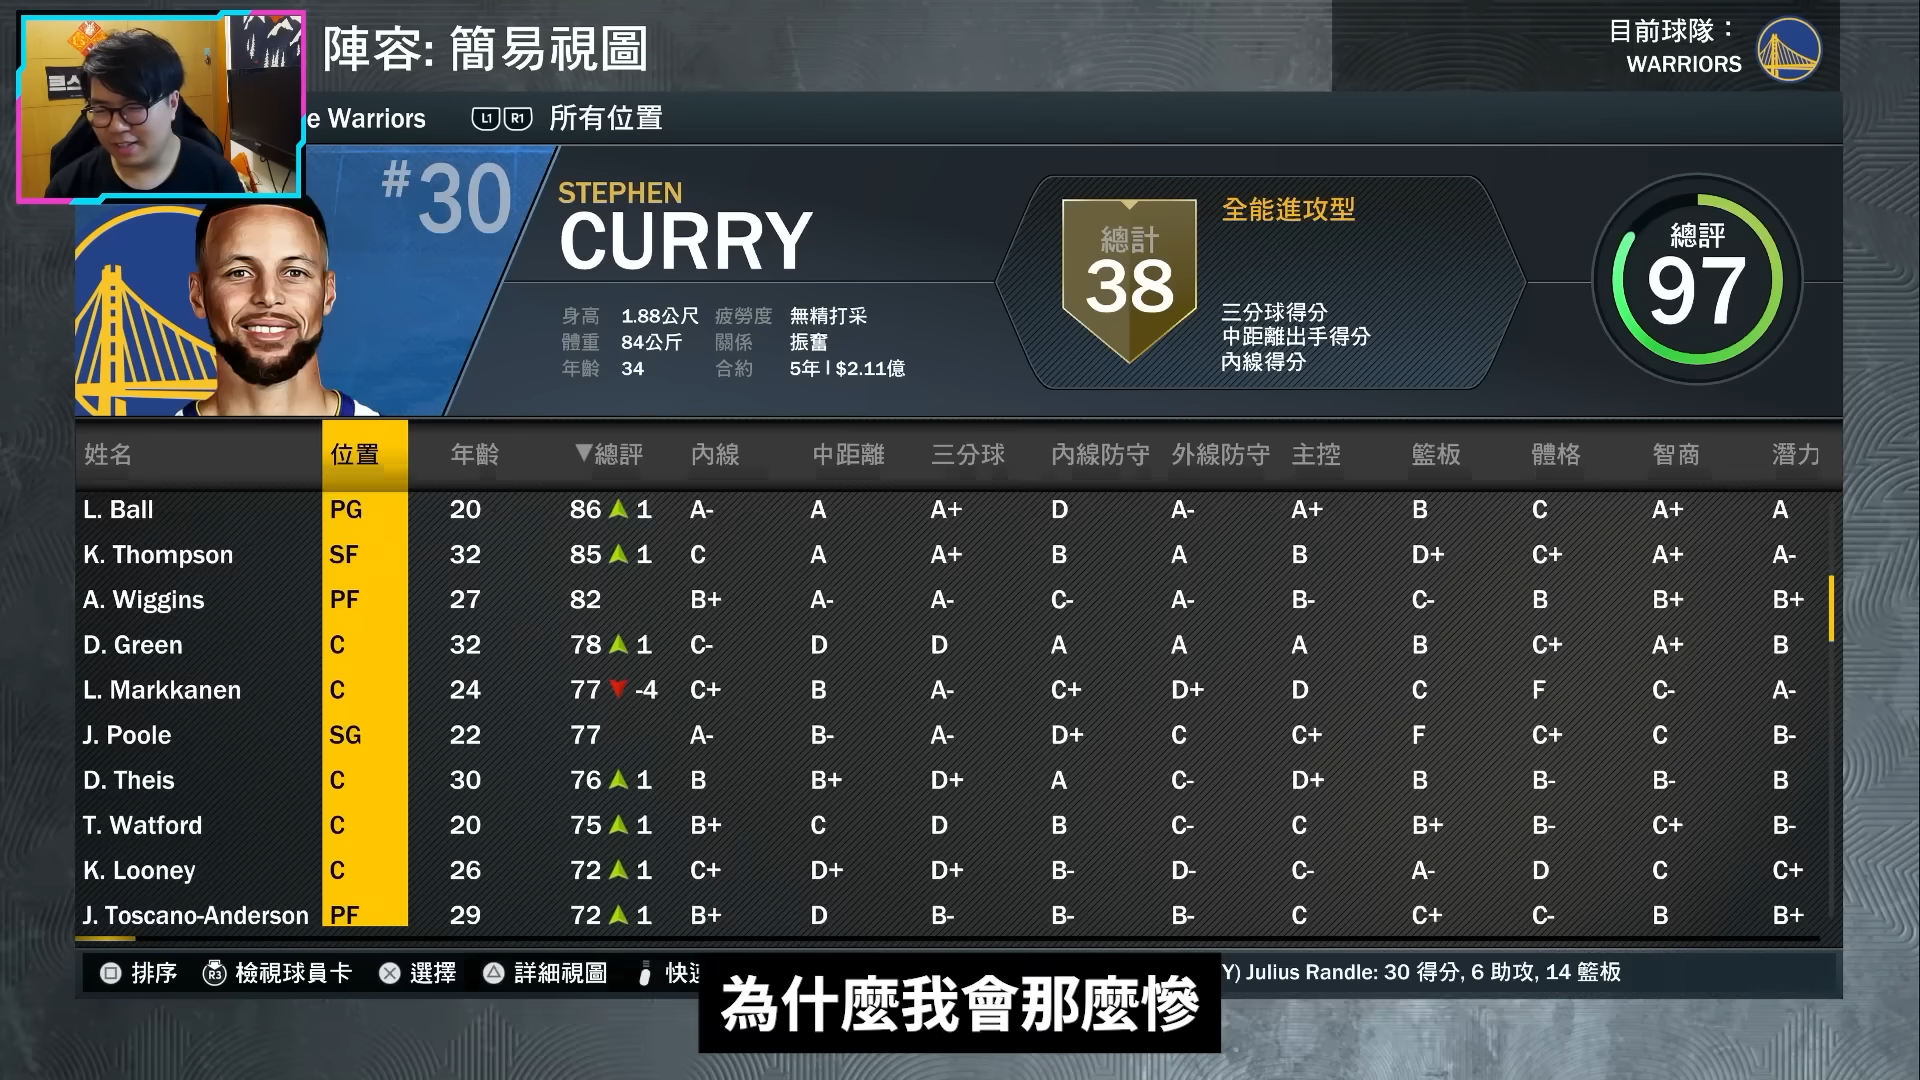 陣容: 簡易視圖
目前球隊：
WARRIORS
e Warriors L1 R1 所有位置
#30
STEPHEN
CURRY
身高 1.88公尺 疲勞度 無精打采
體重 84公斤 關係 振奮
年齡 34 合約 5年 | $2.11億
總計
38
全能進攻型
三分球得分
中距離出手得分
內線得分
總評
97
姓名 位置 年齡 ▼總評 內線 中距離 三分球 內線防守 外線防守 主控 籃板 體格 智商 潛力
L. Ball PG 20 86 ▲ 1 A- A A+ D A- A+ B C A+ A
K. Thompson SF 32 85 ▲ 1 C A A+ B A B D+ C+ A+ A-
A. Wiggins PF 27 82 B+ A- A- C- A- B- C- B B+ B+
D. Green C 32 78 ▲ 1 C- D D A A A B C+ A+ B
L. Markkanen C 24 77 ▼ -4 C+ B A- C+ D+ D C F C- A-
J. Poole SG 22 77 A- B- A- D+ C C+ F C+ C B-
D. Theis C 30 76 ▲ 1 B B+ D+ A C- D+ B B- B- B
T. Watford C 20 75 ▲ 1 B+ C D B C- C B+ B- C+ B-
K. Looney C 26 72 ▲ 1 C+ D+ D+ B- D- C- A- D C C+
J. Toscano-Anderson PF 29 72 ▲ 1 B+ D B- B- B- C C+ C- B B+
排序 R3 檢視球員卡 選擇 詳細視圖 快 Y) Julius Randle: 30 得分, 6 助攻, 14 籃板
為什麼我會那麼慘